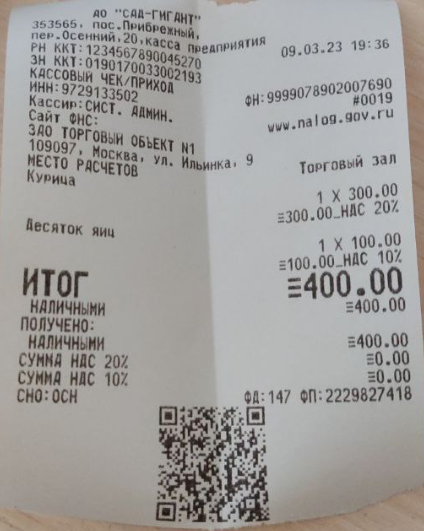 АО "САД-ГИГАНТ"
353565, пос.Прибрежный,
пер.Осенний,20,касса предприятия
РН ККТ:1234567890045270 09.03.23 19:36
ЗН ККТ:0190170033002193
КАССОВЫЙ ЧЕК/ПРИХОД
ИНН:9729133502 ФН:9999078902007690
Кассир:СИСТ. АДМИН. #0019
Сайт ФНС: www.nalog.gov.ru
ЗАО ТОРГОВЫЙ ОБЪЕКТ N1
109097, Москва, ул. Ильинка, 9
МЕСТО РАСЧЕТОВ Торговый зал
Курица
1 X 300.00
≡300.00_НДС 20%
Десяток яиц
1 X 100.00
≡100.00_НДС 10%
ИТОГ ≡400.00
НАЛИЧНЫМИ ≡400.00
ПОЛУЧЕНО:
НАЛИЧНЫМИ ≡400.00
СУММА НДС 20% ≡0.00
СУММА НДС 10% ≡0.00
СНО:ОСН ФД:147 ФП:2229827418